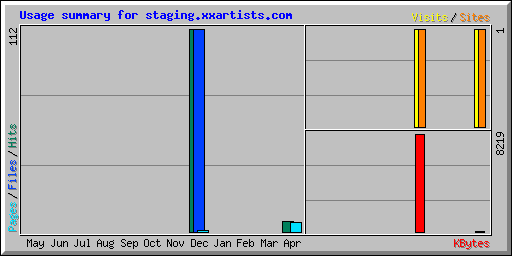 Usage summary for staging.xxartists.com
Visits/Sites
112
1
8219
Pages/Files/Hits
May Jun Jul Aug Sep Oct Nov Dec Jan Feb Mar Apr
KBytes